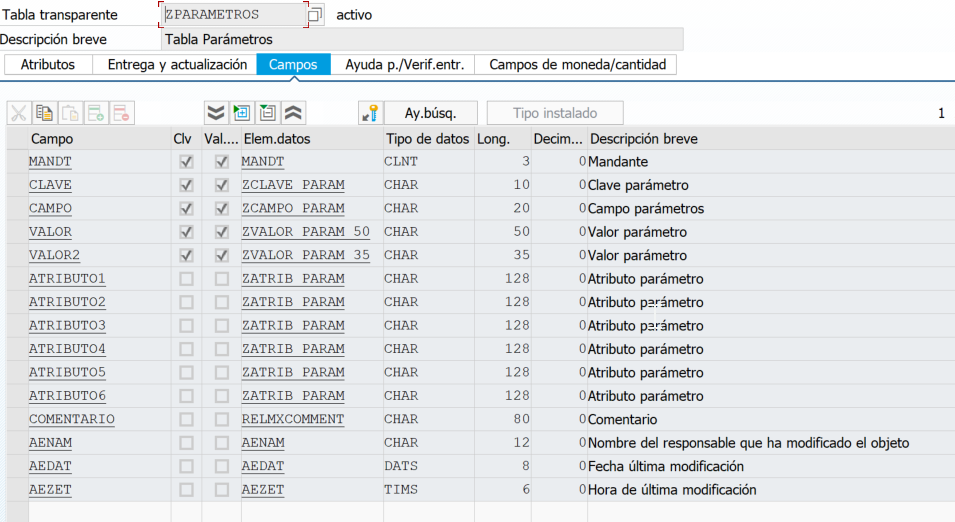 Tabla transparente ZPARAMETROS activo
Descripción breve Tabla Parámetros
Atributos Entrega y actualización Campos Ayuda p./Verif.entr. Campos de moneda/cantidad
Ay.búsq. Tipo instalado 1
Campo Clv Val.... Elem.datos Tipo de datos Long. Decim... Descripción breve
MANDT MANDT CLNT 3 0 Mandante
CLAVE ZCLAVE_PARAM CHAR 10 0 Clave parámetro
CAMPO ZCAMPO_PARAM CHAR 20 0 Campo parámetros
VALOR ZVALOR_PARAM_50 CHAR 50 0 Valor parámetro
VALOR2 ZVALOR_PARAM_35 CHAR 35 0 Valor parámetro
ATRIBUTO1 ZATRIB_PARAM CHAR 128 0 Atributo parámetro
ATRIBUTO2 ZATRIB_PARAM CHAR 128 0 Atributo parámetro
ATRIBUTO3 ZATRIB_PARAM CHAR 128 0 Atributo parámetro
ATRIBUTO4 ZATRIB_PARAM CHAR 128 0 Atributo parámetro
ATRIBUTO5 ZATRIB_PARAM CHAR 128 0 Atributo parámetro
ATRIBUTO6 ZATRIB_PARAM CHAR 128 0 Atributo parámetro
COMENTARIO RELMXCOMMENT CHAR 80 0 Comentario
AENAM AENAM CHAR 12 0 Nombre del responsable que ha modificado el objeto
AEDAT AEDAT DATS 8 0 Fecha última modificación
AEZET AEZET TIMS 6 0 Hora de última modificación